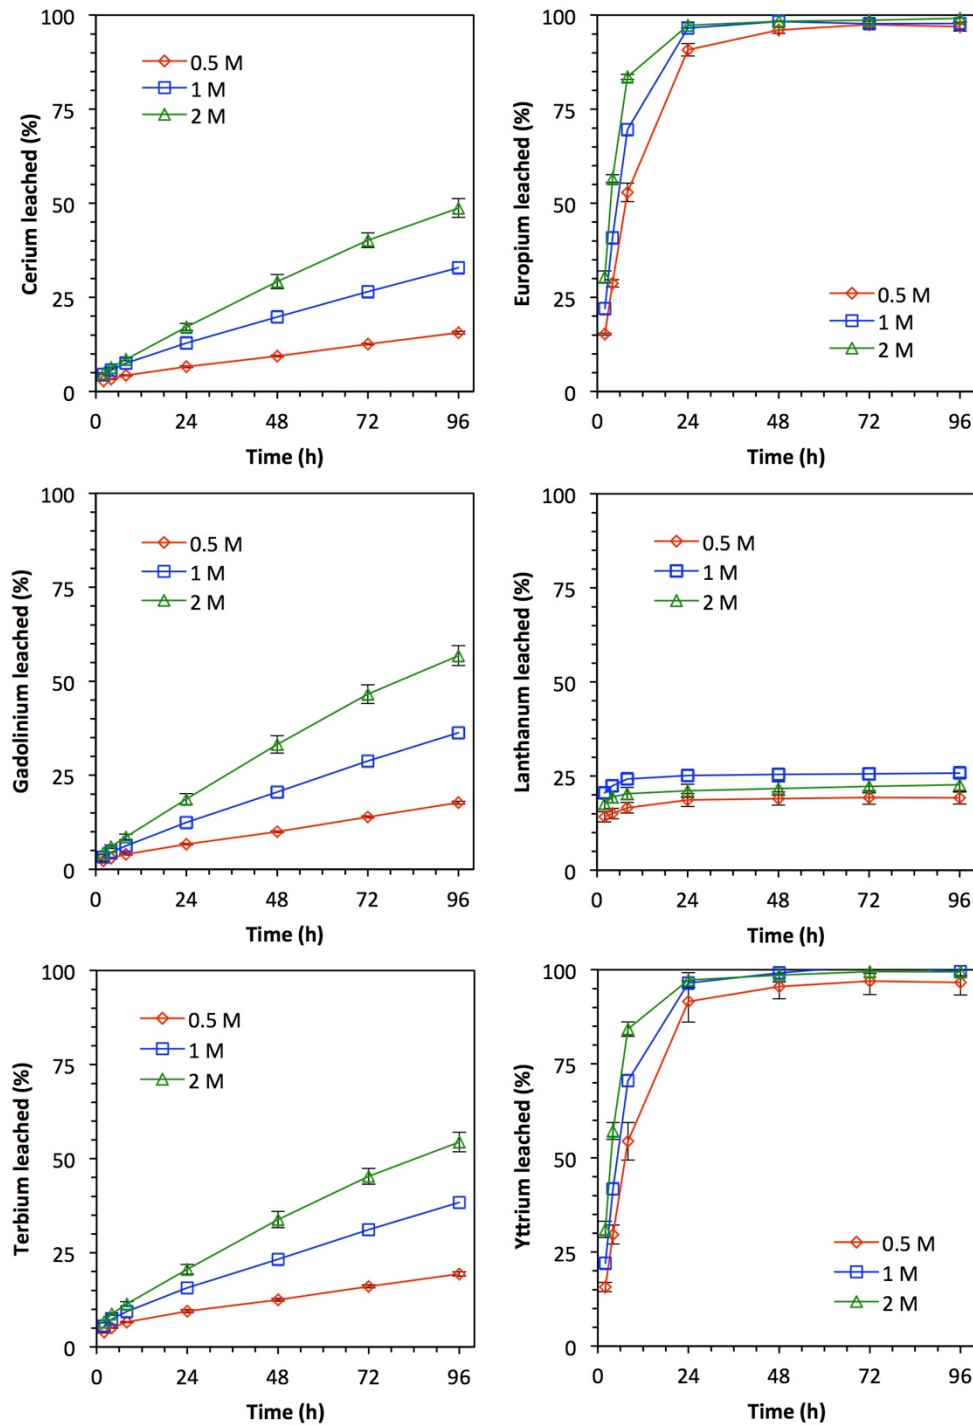 Cerium leached (%)
100
75
50
25
0
0.5 M
1 M
2 M
0 24 48 72 96
Time (h)
Europium leached (%)
100
75
50
25
0
0.5 M
1 M
2 M
0 24 48 72 96
Time (h)
Gaddolinium leached (%)
100
75
50
25
0
0.5 M
1 M
2 M
0 24 48 72 96
Time (h)
Lanthanum leached (%)
100
75
50
25
0
0.5 M
1 M
2 M
0 24 48 72 96
Time (h)
Terbium leached (%)
100
75
50
25
0
0.5 M
1 M
2 M
0 24 48 72 96
Time (h)
Yttrium leached (%)
100
75
50
25
0
0.5 M
1 M
2 M
0 24 48 72 96
Time (h)